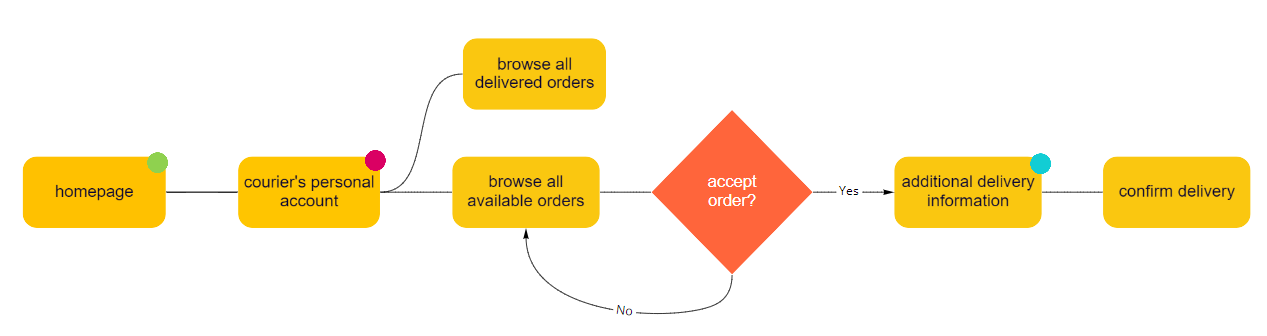 browse all
delivered orders
homepage
courier's personal
account
browse all
available orders
accept
order?
Yes
additional delivery
information
confirm delivery
No